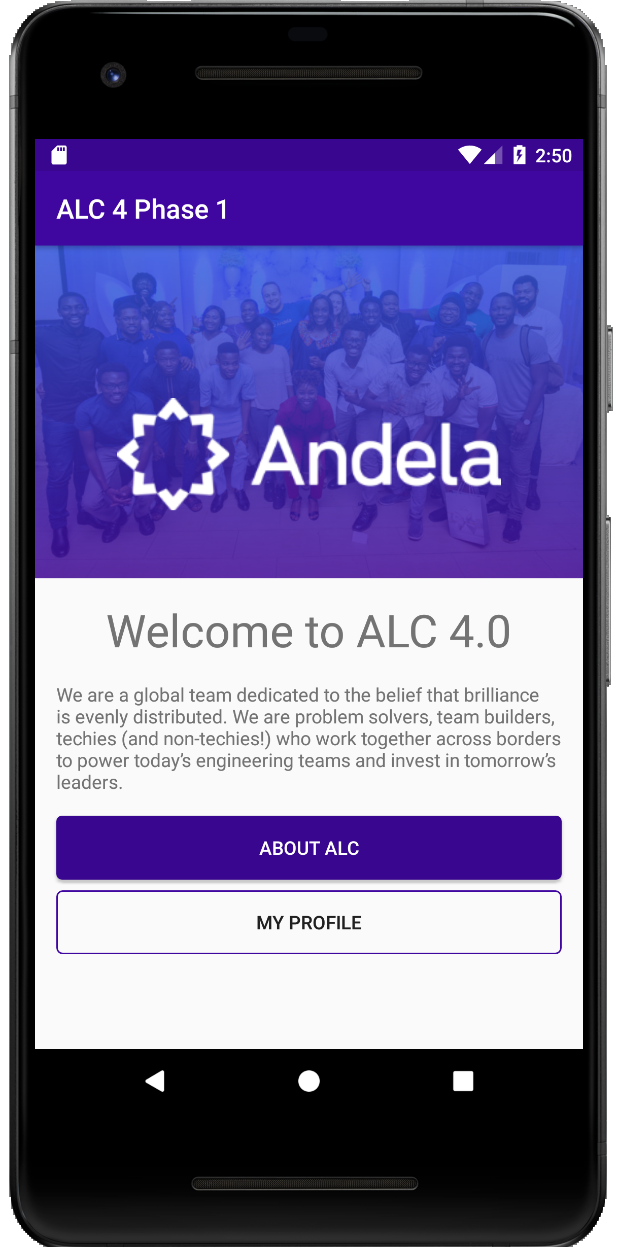 2:50
ALC 4 Phase 1
Andela
Welcome to ALC 4.0
We are a global team dedicated to the belief that brilliance
is evenly distributed. We are problem solvers, team builders,
techies (and non-techies!) who work together across borders
to power today’s engineering teams and invest in tomorrow’s
leaders.
ABOUT ALC
MY PROFILE